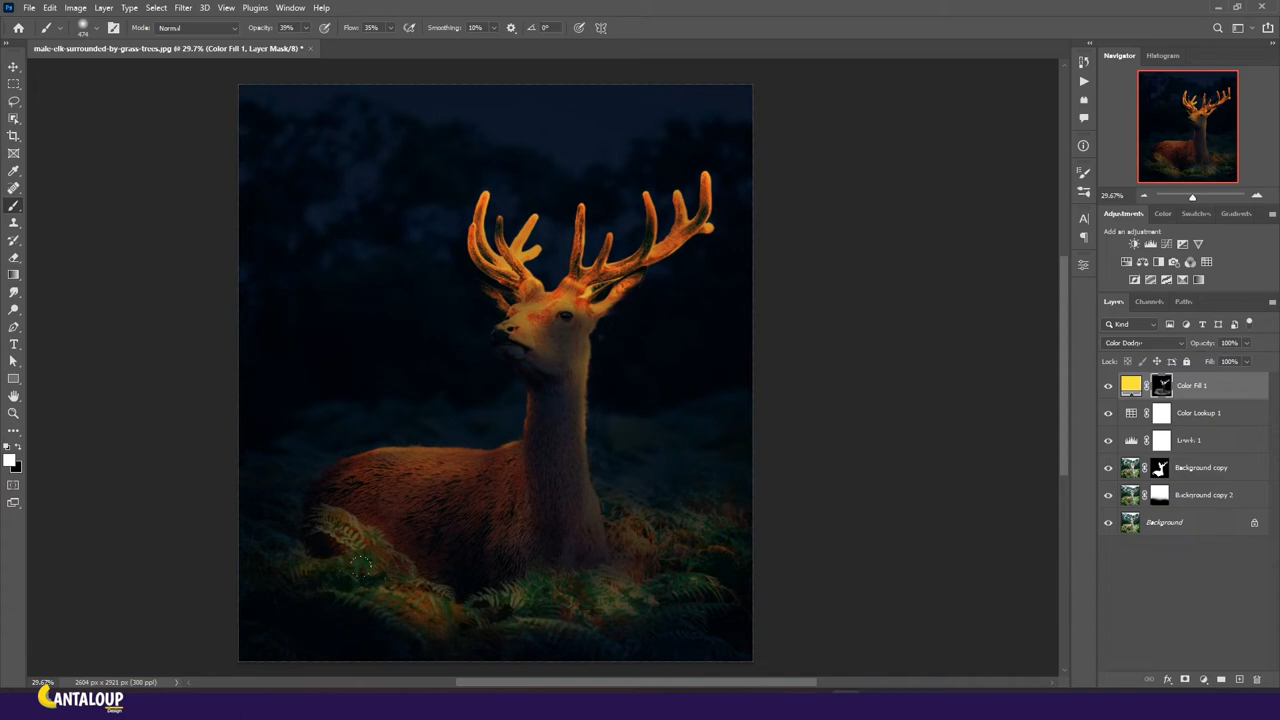 Ps File Edit Image Layer Type Select Filter 3D View Plugins Window Help
474 Mode: Normal Opacity: 39% Flow: 35% Smoothing: 10% 0°
male-elk-surrounded-by-grass-trees.jpg @ 29.7% (Color Fill 1, Layer Mask/8) * ×
Navigator Histogram
29.67%
Adjustments Color Swatches Gradients
Add an adjustment
Layers Channels Paths
Kind
Color Dodge Opacity: 100%
Lock: Fill: 100%
Color Fill 1
Color Lookup 1
Levels 1
Background copy
Background copy 2
Background
29.67% 2604 px x 2921 px (300 ppi)
CANTALOUP
Design